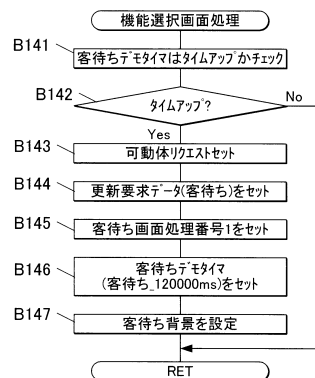 機能選択画面処理
B141
客待ちデモタイマはタイムアップかチェック
B142
タイムアップ?
No
Yes
B143
可動体リクエストセット
B144
更新要求データ(客待ち)をセット
B145
客待ち画面処理番号1をセット
B146
客待ちデモタイマ
(客待ち_120000ms)をセット
B147
客待ち背景を設定
RET